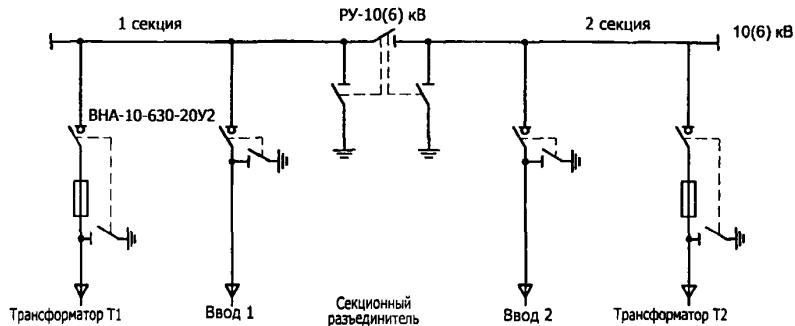 РУ-10(6) кВ
1 секция
2 секция
10(6) кВ
ВНА-10-630-20У2
Трансформатор Т1
Ввод 1
Секционный
разъединитель
Ввод 2
Трансформатор Т2